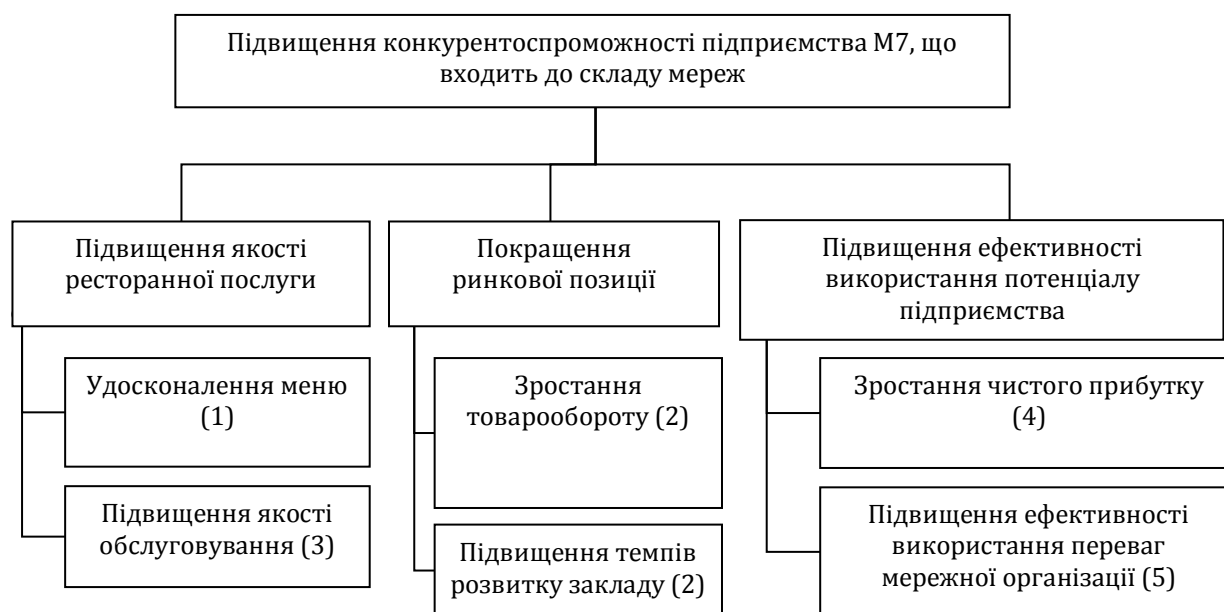 Підвищення конкурентоспроможності підприємства М7, що
входить до складу мереж
Підвищення якості
ресторанної послуги
Покращення
ринкової позиції
Підвищення ефективності
використання потенціалу
підприємства
Удосконалення меню
(1)
Підвищення якості
обслуговування (3)
Зростання
товарообороту (2)
Підвищення темпів
розвитку закладу (2)
Зростання чистого прибутку
(4)
Підвищення ефективності
використання переваг
мережної організації (5)